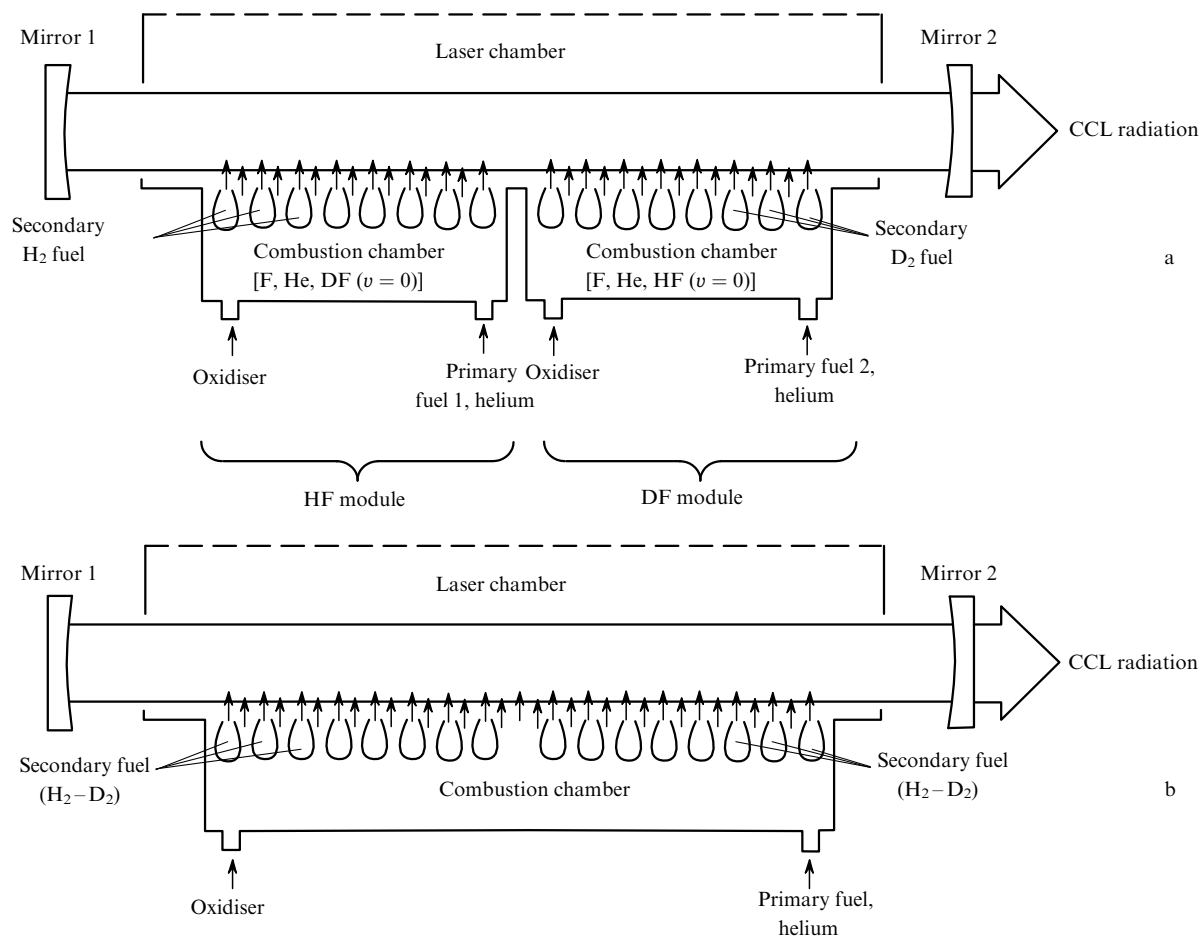 Mirror 1
Laser chamber
Mirror 2
CCL radiation
Secondary
H₂ fuel
Combustion chamber
[F, He, DF (υ = 0)]
Combustion chamber
[F, He, HF (υ = 0)]
Secondary
D₂ fuel
a
Oxidiser
Primary
fuel 1, helium
Oxidiser
Primary fuel 2,
helium
HF module
DF module
Mirror 1
Laser chamber
Mirror 2
CCL radiation
Secondary fuel
(H₂–D₂)
Combustion chamber
Secondary fuel
(H₂–D₂)
b
Oxidiser
Primary fuel,
helium